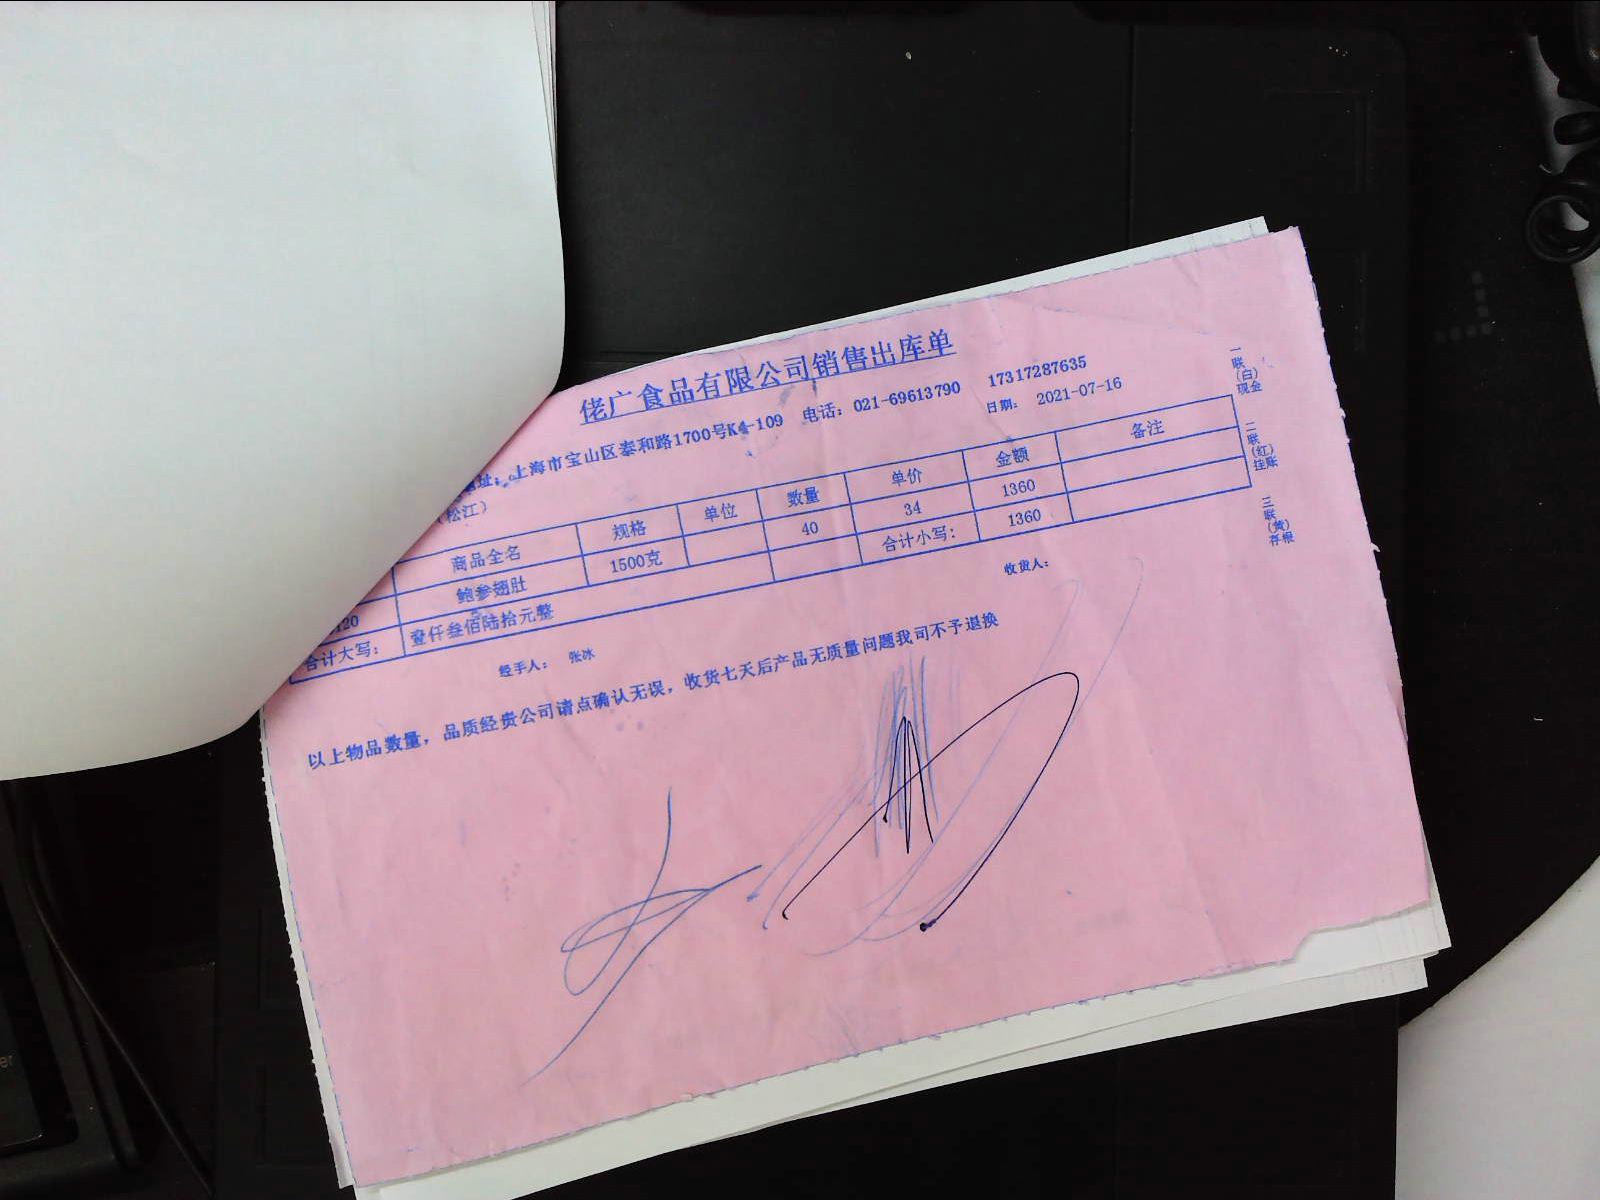 佬广食品有限公司销售出库单
址：上海市宝山区泰和路1700号K4-109 电话：021-69613790 17317287635
（松江） 日期： 2021-07-16
商品全名 规格 单位 数量 单价 金额 备注
120 鲍参翅肚 1500克 40 34 1360
合计大写： 壹仟叁佰陆拾元整 合计小写： 1360
经手人： 张冰 收货人：
以上物品数量，品质经贵公司请点确认无误，收货七天后产品无质量问题我司不予退换
一联（白）现金
二联（红）挂账
三联（黄）存根